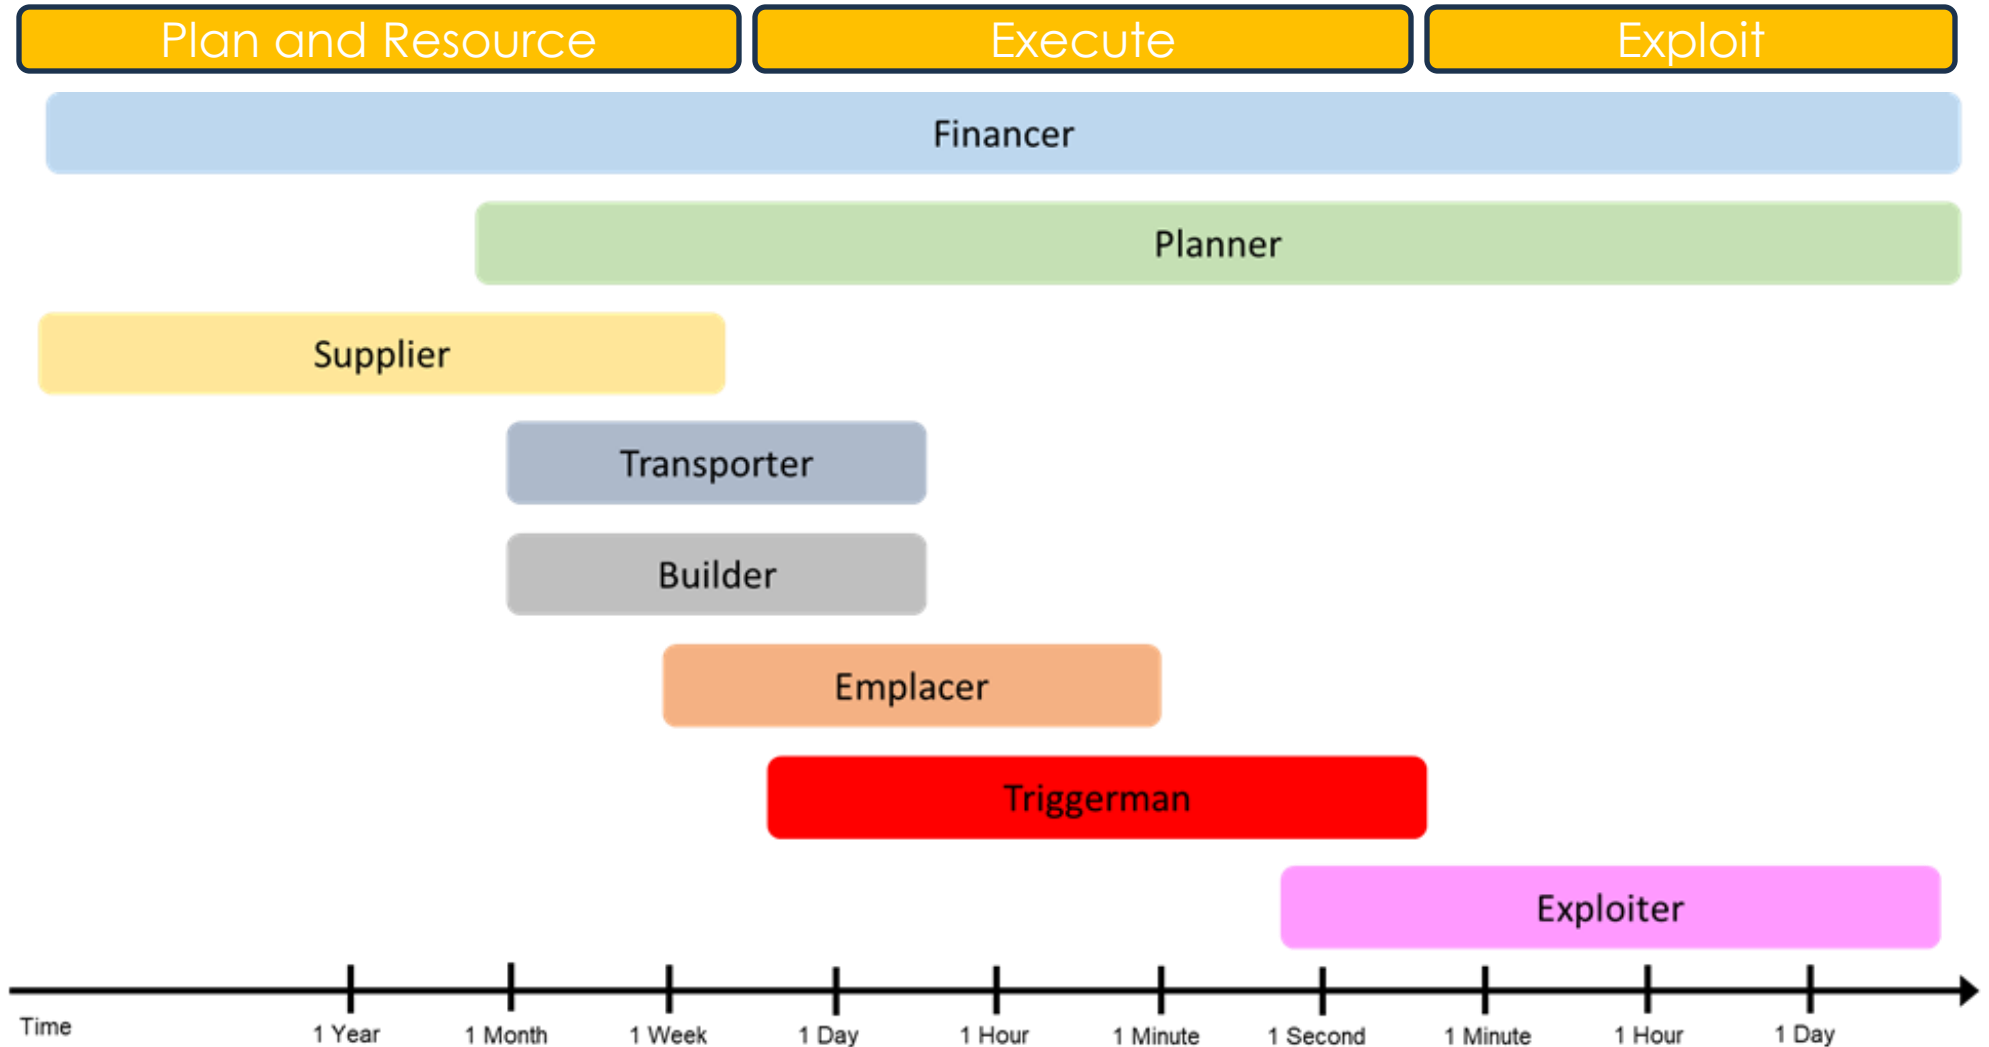 Plan and Resource
Execute
Exploit
Financer
Planner
Supplier
Transporter
Builder
Emplacer
Triggerman
Exploiter
Time
1 Year
1 Month
1 Week
1 Day
1 Hour
1 Minute
1 Second
1 Minute
1 Hour
1 Day